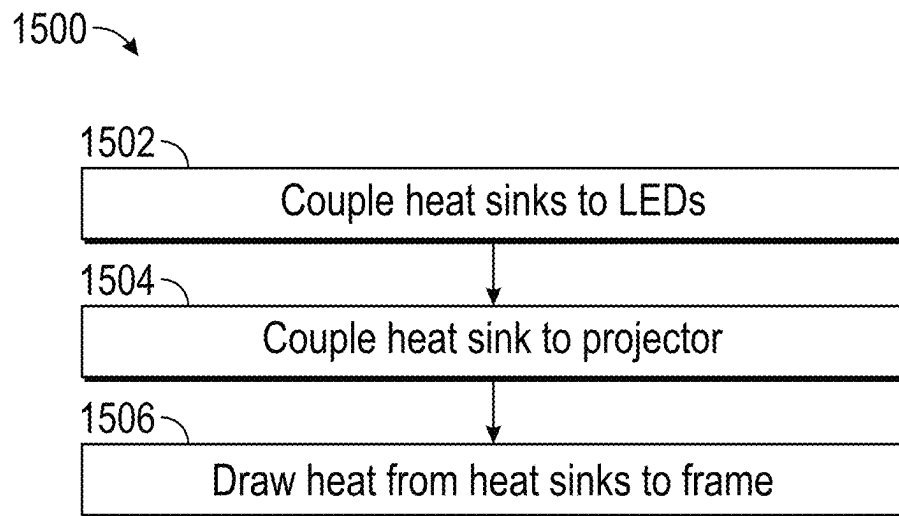 1500
1502
Couple heat sinks to LEDs
1504
Couple heat sink to projector
1506
Draw heat from heat sinks to frame